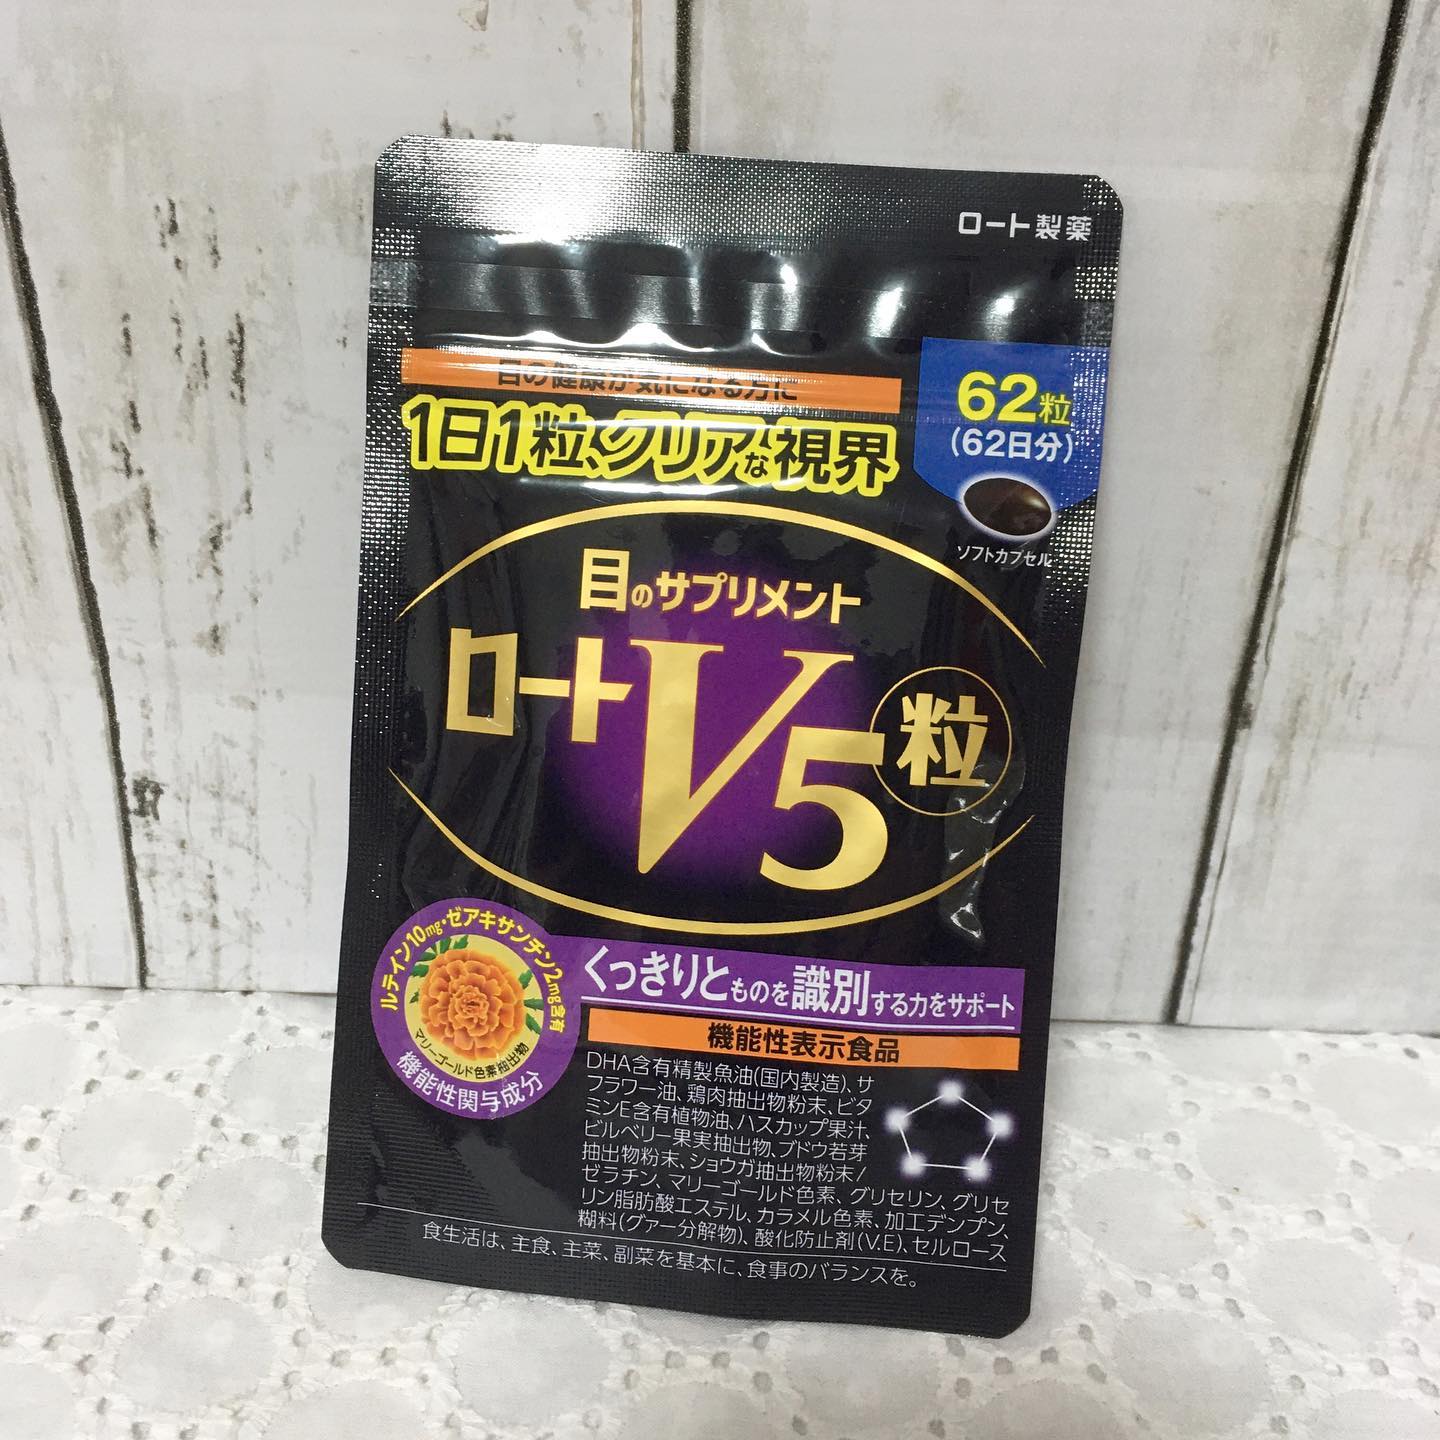 ロート製薬
目の健康が気になる方に
1日1粒、クリアな視界
62粒
(62日分)
ソフトカプセル
目のサプリメント
ロートV5粒
ルテイン10mg・ゼアキサンチン2mg含有
マリーゴールド色素抽出物
機能性関与成分
くっきりとものを識別する力をサポート
機能性表示食品
DHA含有精製魚油(国内製造)、サ
フラワー油、鶏肉抽出物粉末、ビタ
ミンE含有植物油、ハスカップ果汁、
ビルベリー果実抽出物、ブドウ若芽
抽出物粉末、ショウガ抽出物粉末/
ゼラチン、マリーゴールド色素、グリセリン、グリセ
リン脂肪酸エステル、カラメル色素、加工デンプン、
糊料(グァー分解物)、酸化防止剤(V.E)、セルロース
食生活は、主食、主菜、副菜を基本に、食事のバランスを。